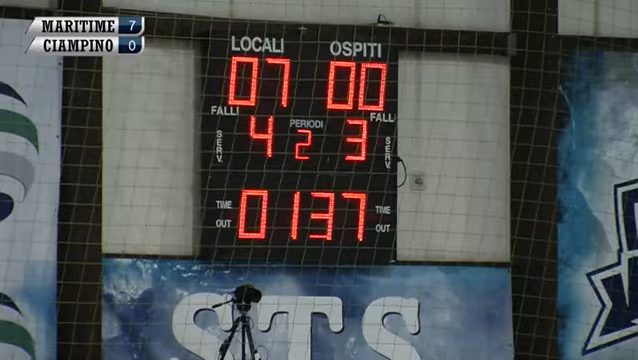 MARITIME 7
CIAMPINO 0
LOCALI OSPITI
07 00
FALLI FALLI
PERIODI
SERV. 4 2 3 SERV.
TIME OUT 0137 TIME OUT
STS